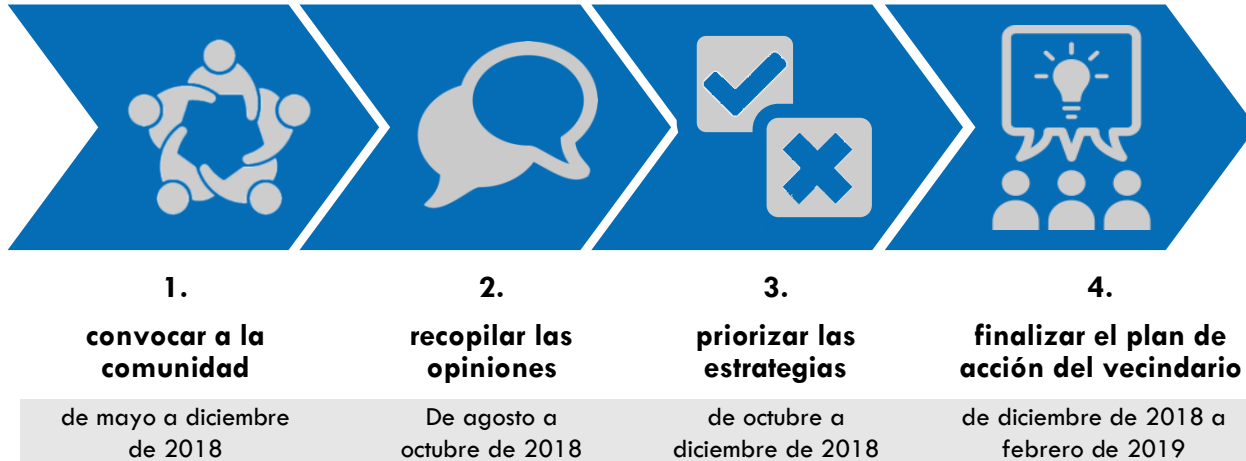 1.
convocar a la
comunidad
de mayo a diciembre
de 2018
2.
recopilar las
opiniones
De agosto a
octubre de 2018
3.
priorizar las
estrategias
de octubre a
diciembre de 2018
4.
finalizar el plan de
acción del vecindario
de diciembre de 2018 a
febrero de 2019